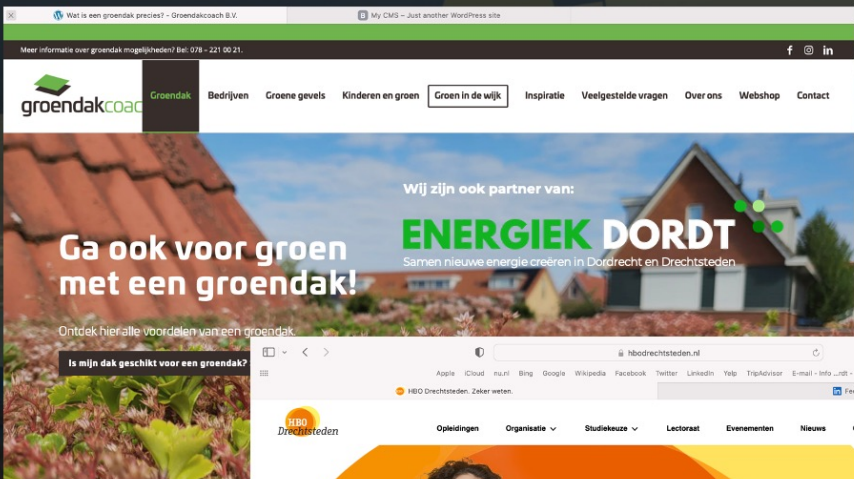 Wat is een groendak precies? – Groendakcoach B.V.
My CMS – Just another WordPress site
Meer informatie over groendak mogelijkheden? Bel: 078 – 221 00 21.
groendakcoac
Groendak
Bedrijven
Groene gevels
Kinderen en groen
Groen in de wijk
Inspiratie
Veelgestelde vragen
Over ons
Webshop
Contact
Wij zijn ook partner van:
ENERGIEK DORDT
Samen nieuwe energie creëren in Dordrecht en Drechtsteden
Ga ook voor groen
met een groendak!
Ontdek hier alle voordelen van een groendak.
Is mijn dak geschikt voor een groendak?
hbodrechtsteden.nl
Apple iCloud nu.nl Bing Google Wikipedia Facebook Twitter LinkedIn Yelp TripAdvisor E-mail – Info ...rdt –
HBO Drechtsteden. Zeker weten.
HBO
Drechtsteden
Opleidingen
Organisatie
Studiekeuze
Lectoraat
Evenementen
Nieuws